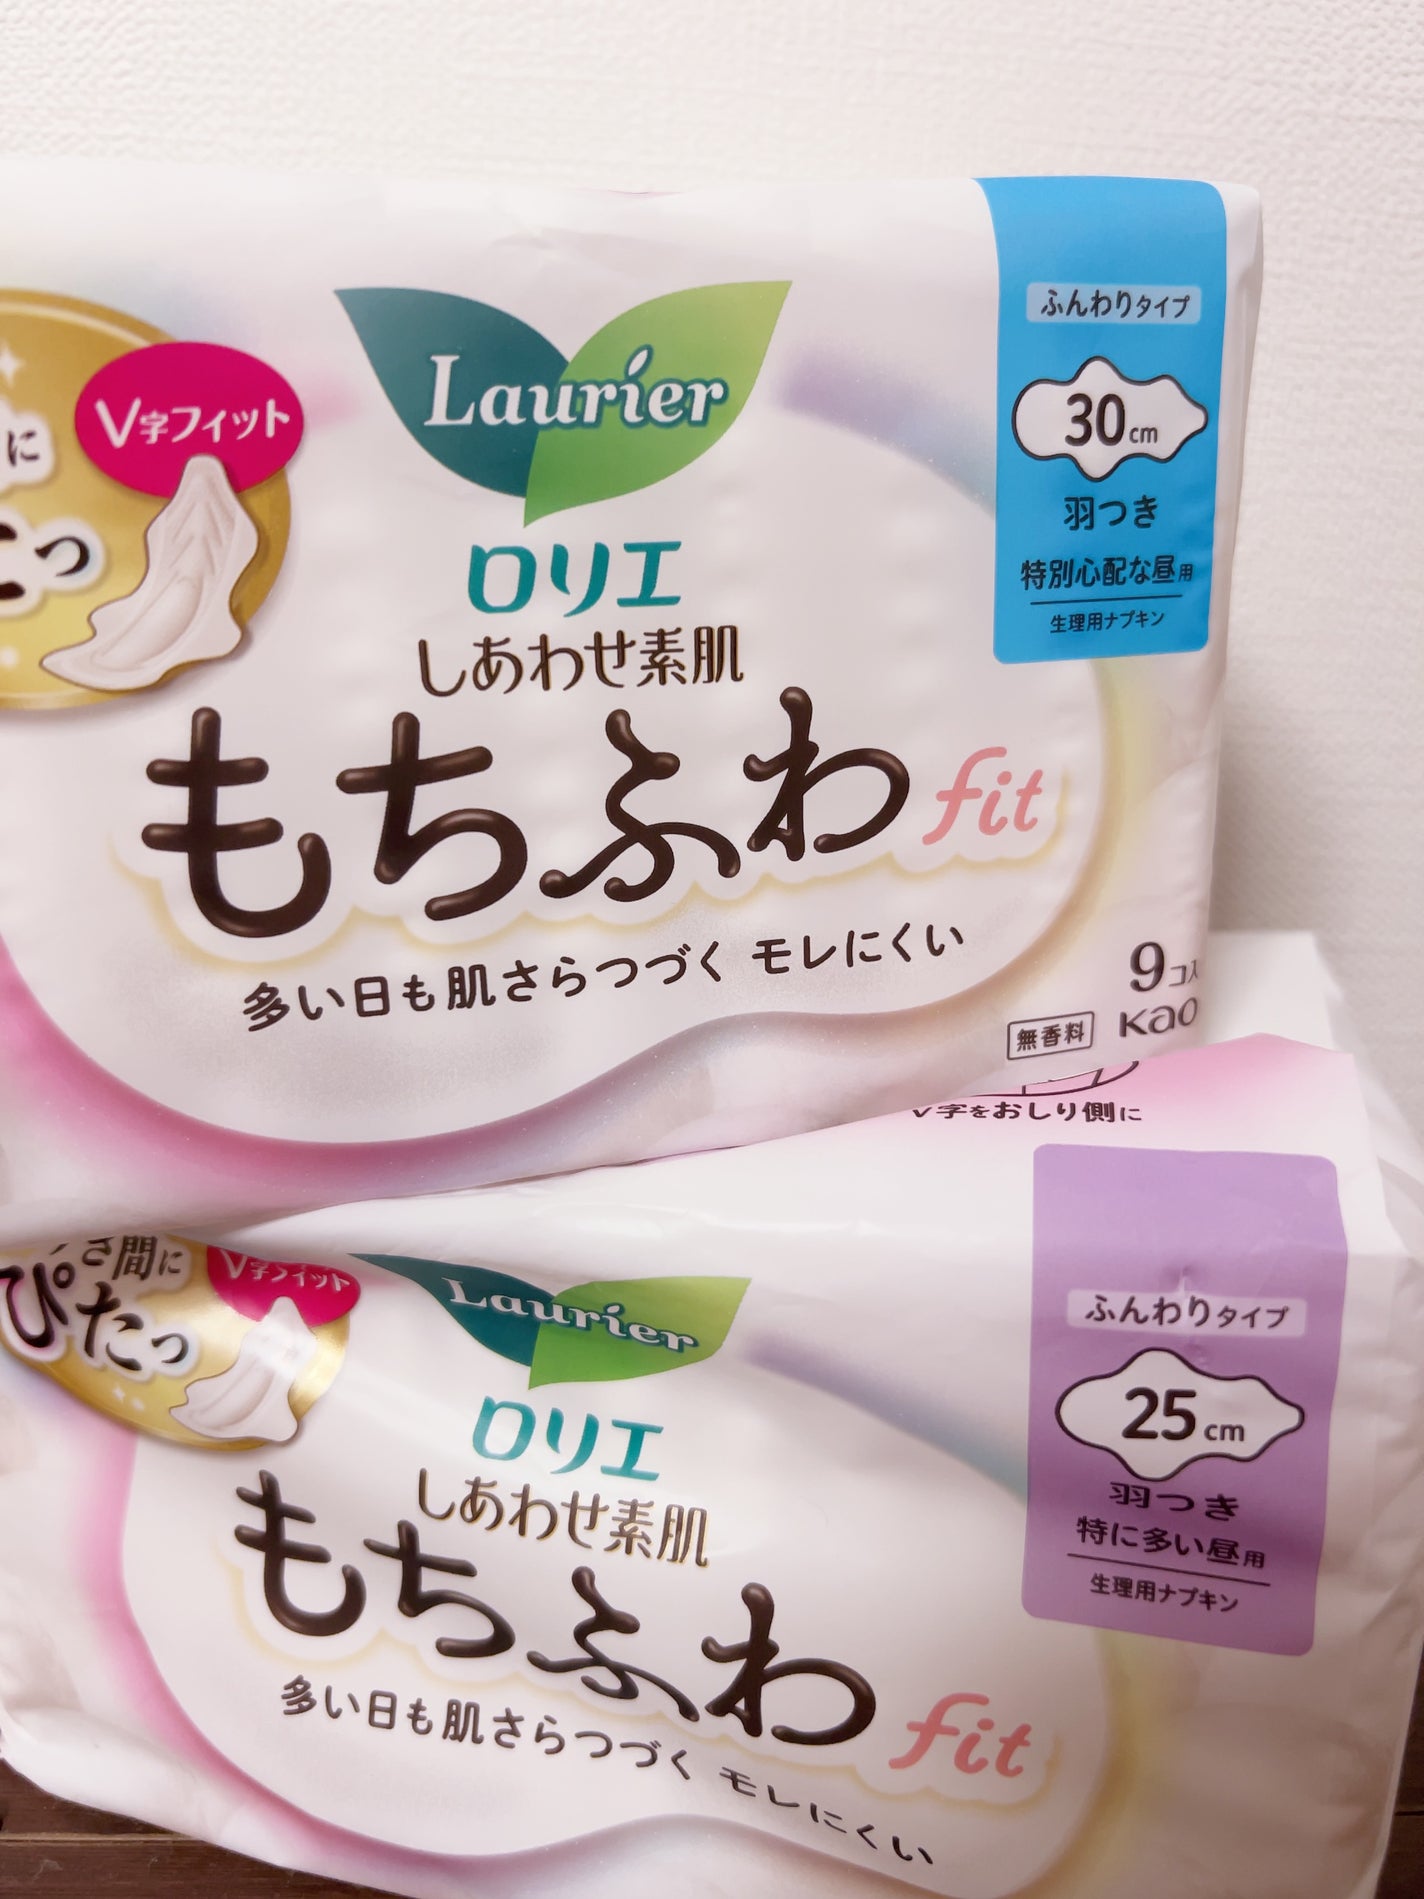 に
V字フィット
たっ
Laurier
ロリエ
しあわせ素肌
もちふわ fit
多い日も肌さらつづく モレにくい
ふんわりタイプ
30cm
羽つき
特別心配な昼用
生理用ナプキン
9コ入
無香料
Kao
V字をおしり側に
き間に
ぴたっ
V字フィット
Laurier
ロリエ
しあわせ素肌
もちふわ fit
多い日も肌さらつづく モレにくい
ふんわりタイプ
25cm
羽つき
特に多い昼用
生理用ナプキン